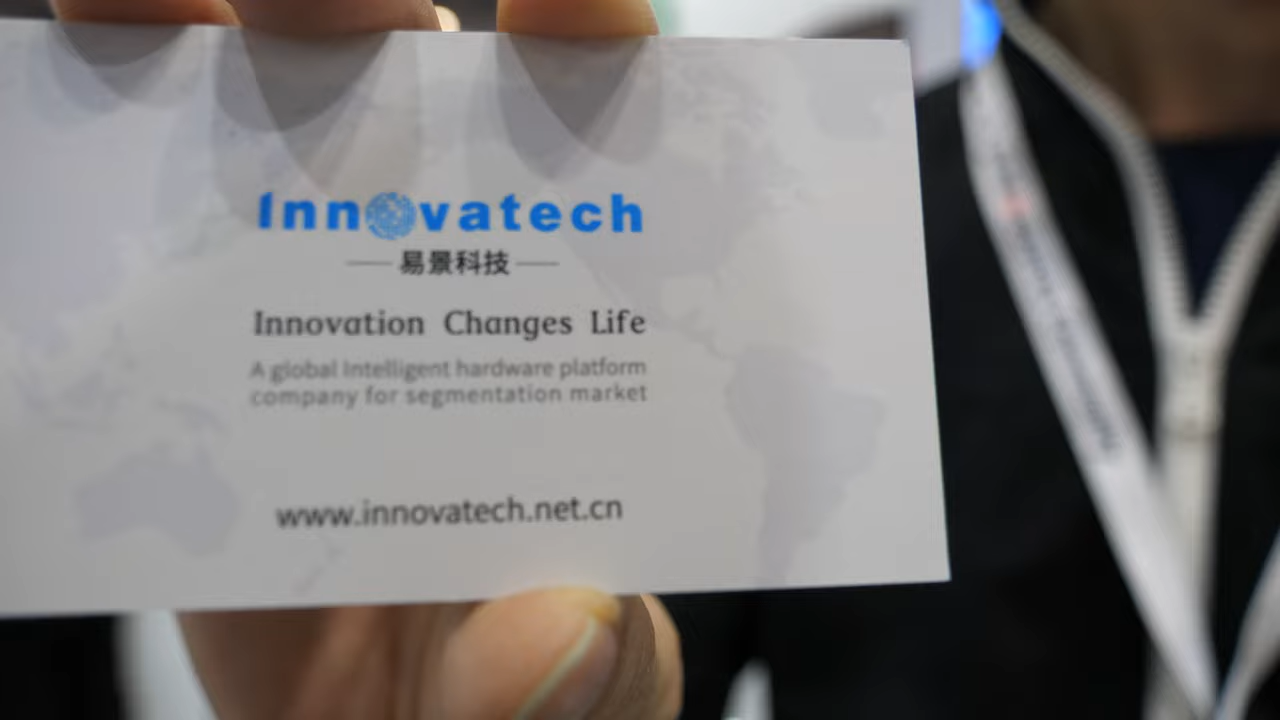 Innovatech
易景科技
Innovation Changes Life
A global Intelligent hardware platform
company for segmentation market
www.innovatech.net.cn